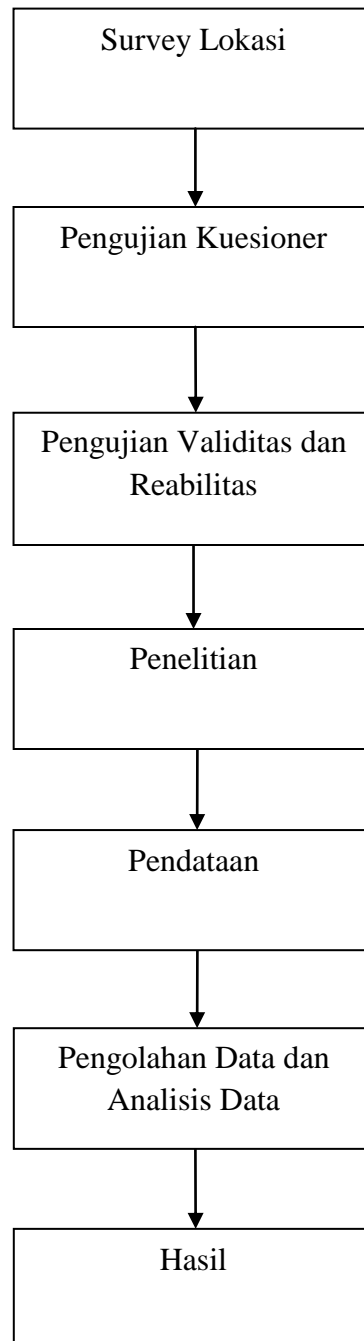 Survey Lokasi
Pengujian Kuesioner
Pengujian Validitas dan
Reabilitas
Penelitian
Pendataan
Pengolahan Data dan
Analisis Data
Hasil